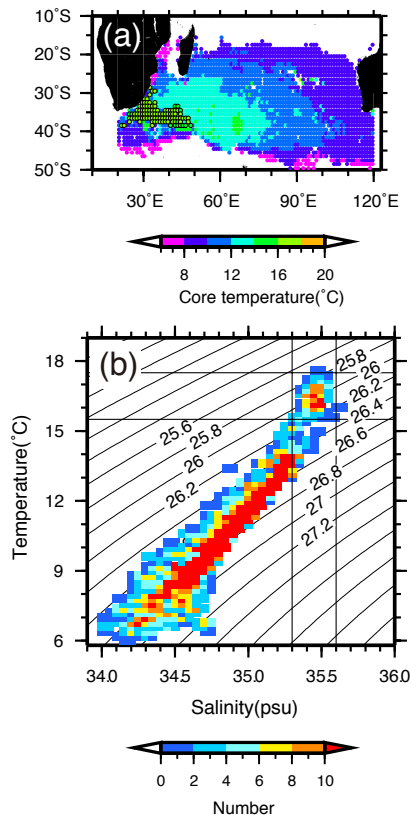 10˚S
(a)
20˚S
30˚S
40˚S
50˚S
30˚E
60˚E
90˚E
120˚E
8
12
16
20
Core temperature(˚C)
(b)
18
15
12
9
6
Temperature(˚C)
25.8
26
26.2
26.4
26.6
25.6
25.8
26
26.2
26.8
27
27.2
34.0
34.5
35.0
35.5
36.0
Salinity(psu)
0
2
4
6
8
10
Number